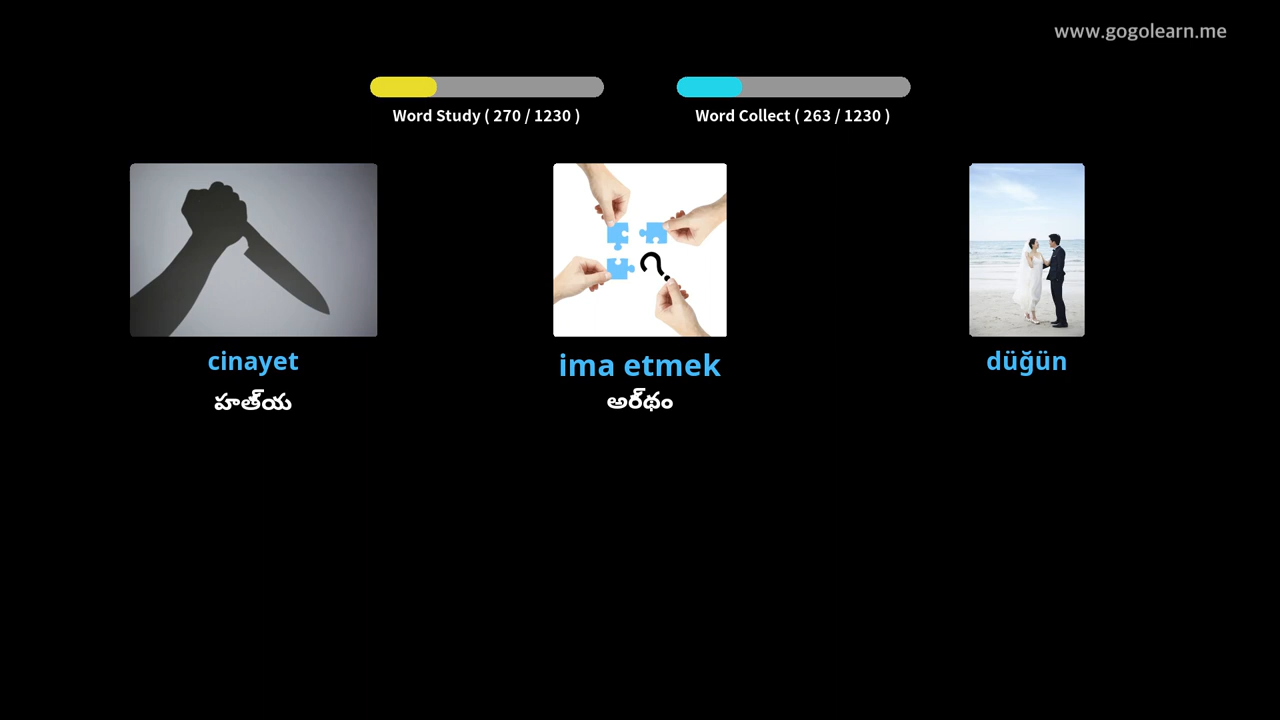 www.gogolearn.me
Word Study ( 270 / 1230 )
Word Collect ( 263 / 1230 )
cinayet
ima etmek
düğün
హత్య
అర్థం